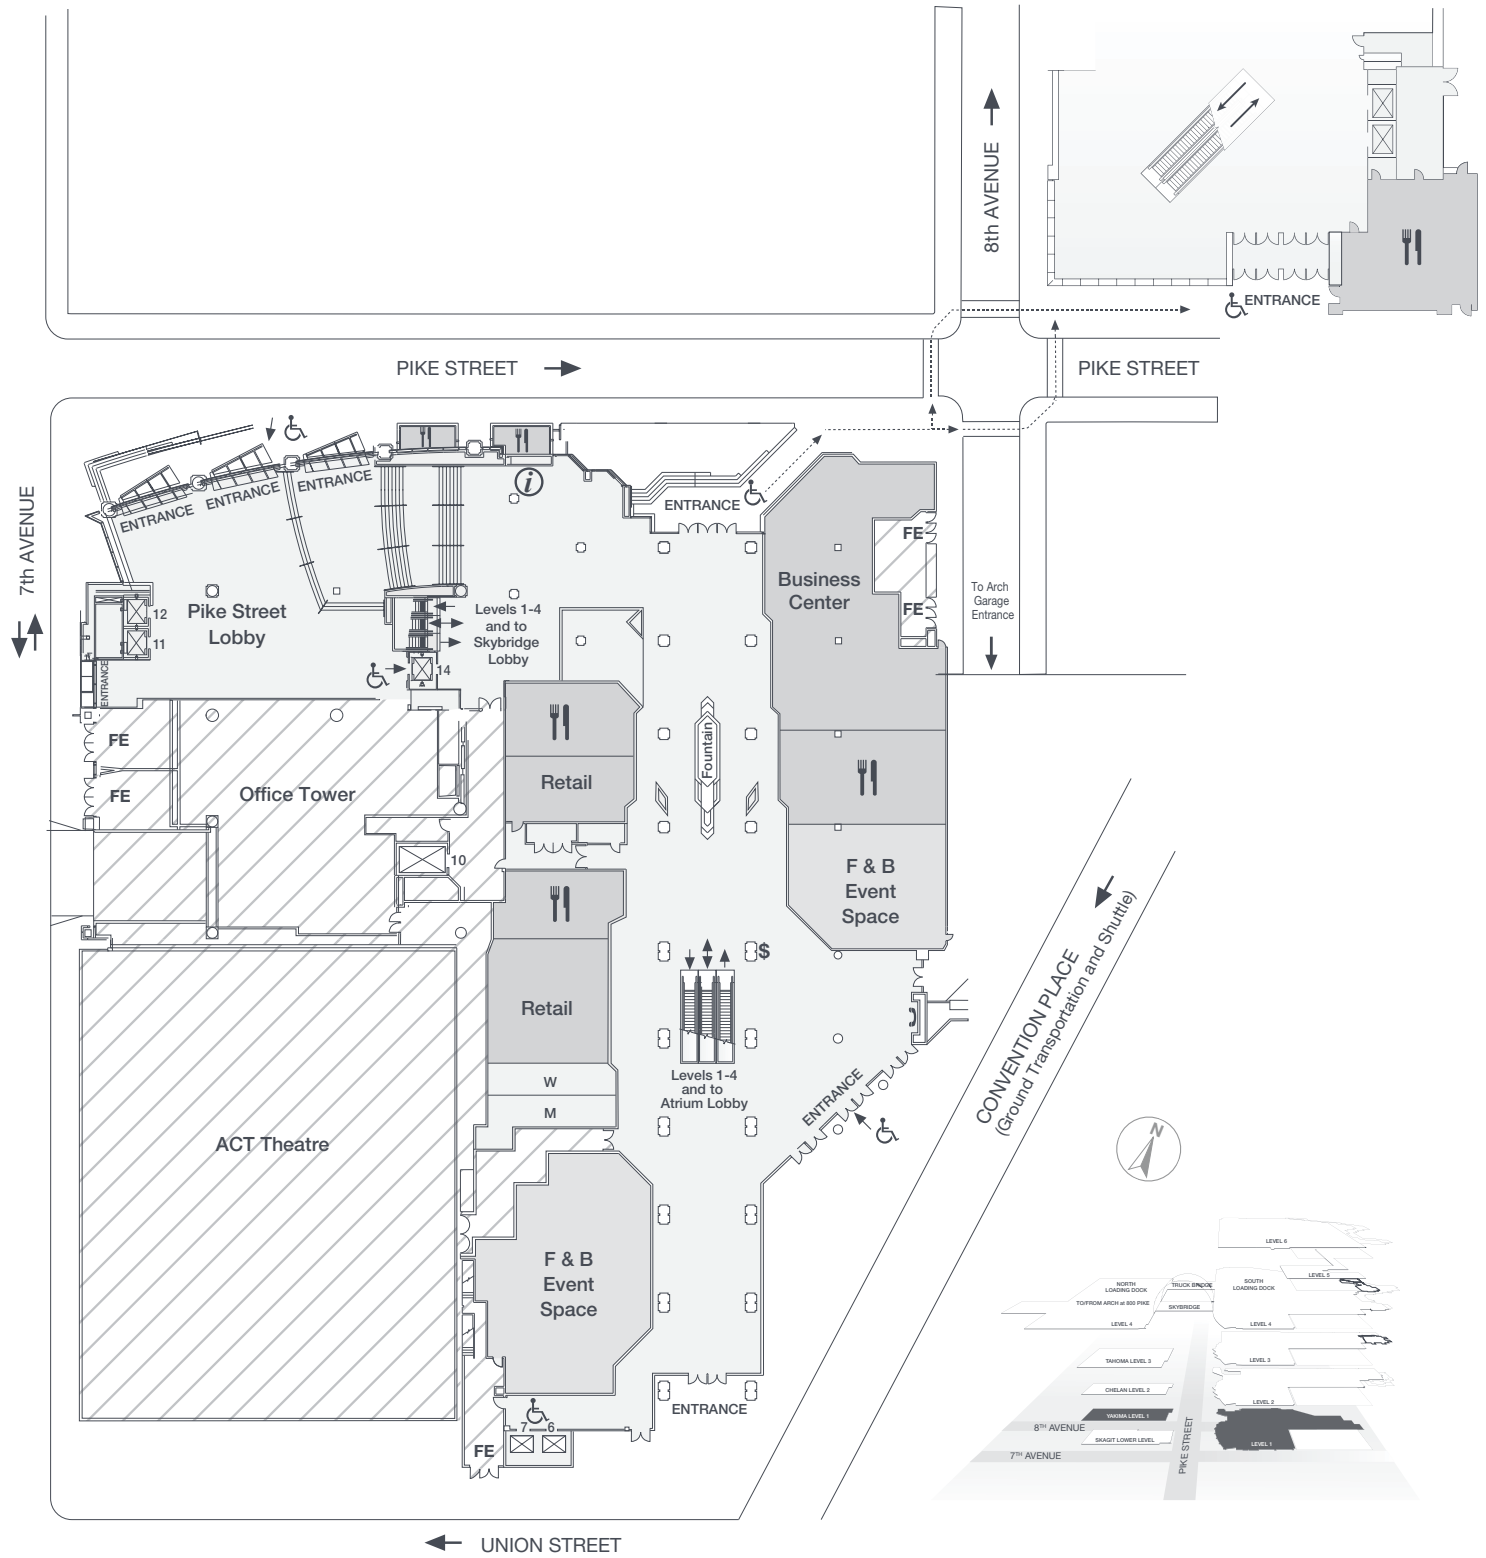 8th AVENUE
ENTRANCE
PIKE STREET
PIKE STREET
7th AVENUE
ENTRANCE
ENTRANCE
ENTRANCE
i
ENTRANCE
FE
FE
Business
Center
To Arch
Garage
Entrance
12
11
Pike Street
Lobby
Levels 1-4
and to
Skybridge
Lobby
14
ENTRANCE
FE
FE
Office Tower
Retail
Fountain
10
F & B
Event
Space
$
Retail
Levels 1-4
and to
Atrium Lobby
W
M
ENTRANCE
CONVENTION PLACE
(Ground Transportation and Shuttle)
ACT Theatre
F & B
Event
Space
ENTRANCE
7
6
FE
UNION STREET
N
LEVEL 6
LEVEL 5
NORTH
LOADING DOCK
TRUCK BRIDGE
SOUTH
LOADING DOCK
TO/FROM ARCH at 800 PIKE
SKYBRIDGE
LEVEL 4
LEVEL 4
TAHOMA LEVEL 3
LEVEL 3
CHELAN LEVEL 2
LEVEL 2
YAKIMA LEVEL 1
8TH AVENUE
SKAGIT LOWER LEVEL
LEVEL 1
7TH AVENUE
PIKE STREET